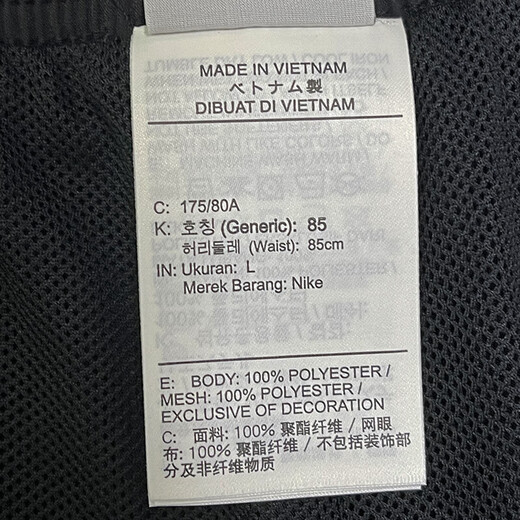 MADE IN VIETNAM
ベトナム製
DIBUAT DI VIETNAM
C: 175/80A
K: 호칭 (Generic): 85
허리둘레 (Waist): 85cm
IN: Ukuran: L
Merek Barang: Nike
E: BODY: 100% POLYESTER /
MESH: 100% POLYESTER /
EXCLUSIVE OF DECORATION
C: 面料: 100% 聚酯纤维 / 网眼
布: 100% 聚酯纤维 / 不包括装饰部
分及非纤维物质